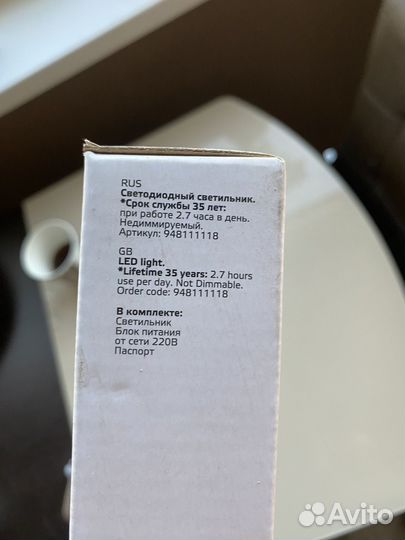 RUS
Светодиодный светильник.
*Срок службы 35 лет:
при работе 2.7 часа в день.
Недиммируемый.
Артикул: 948111118
GB
LED light.
*Lifetime 35 years: 2.7 hours
use per day. Not Dimmable.
Order code: 948111118
В комплекте:
Светильник
Блок питания
от сети 220В
Паспорт
Avito